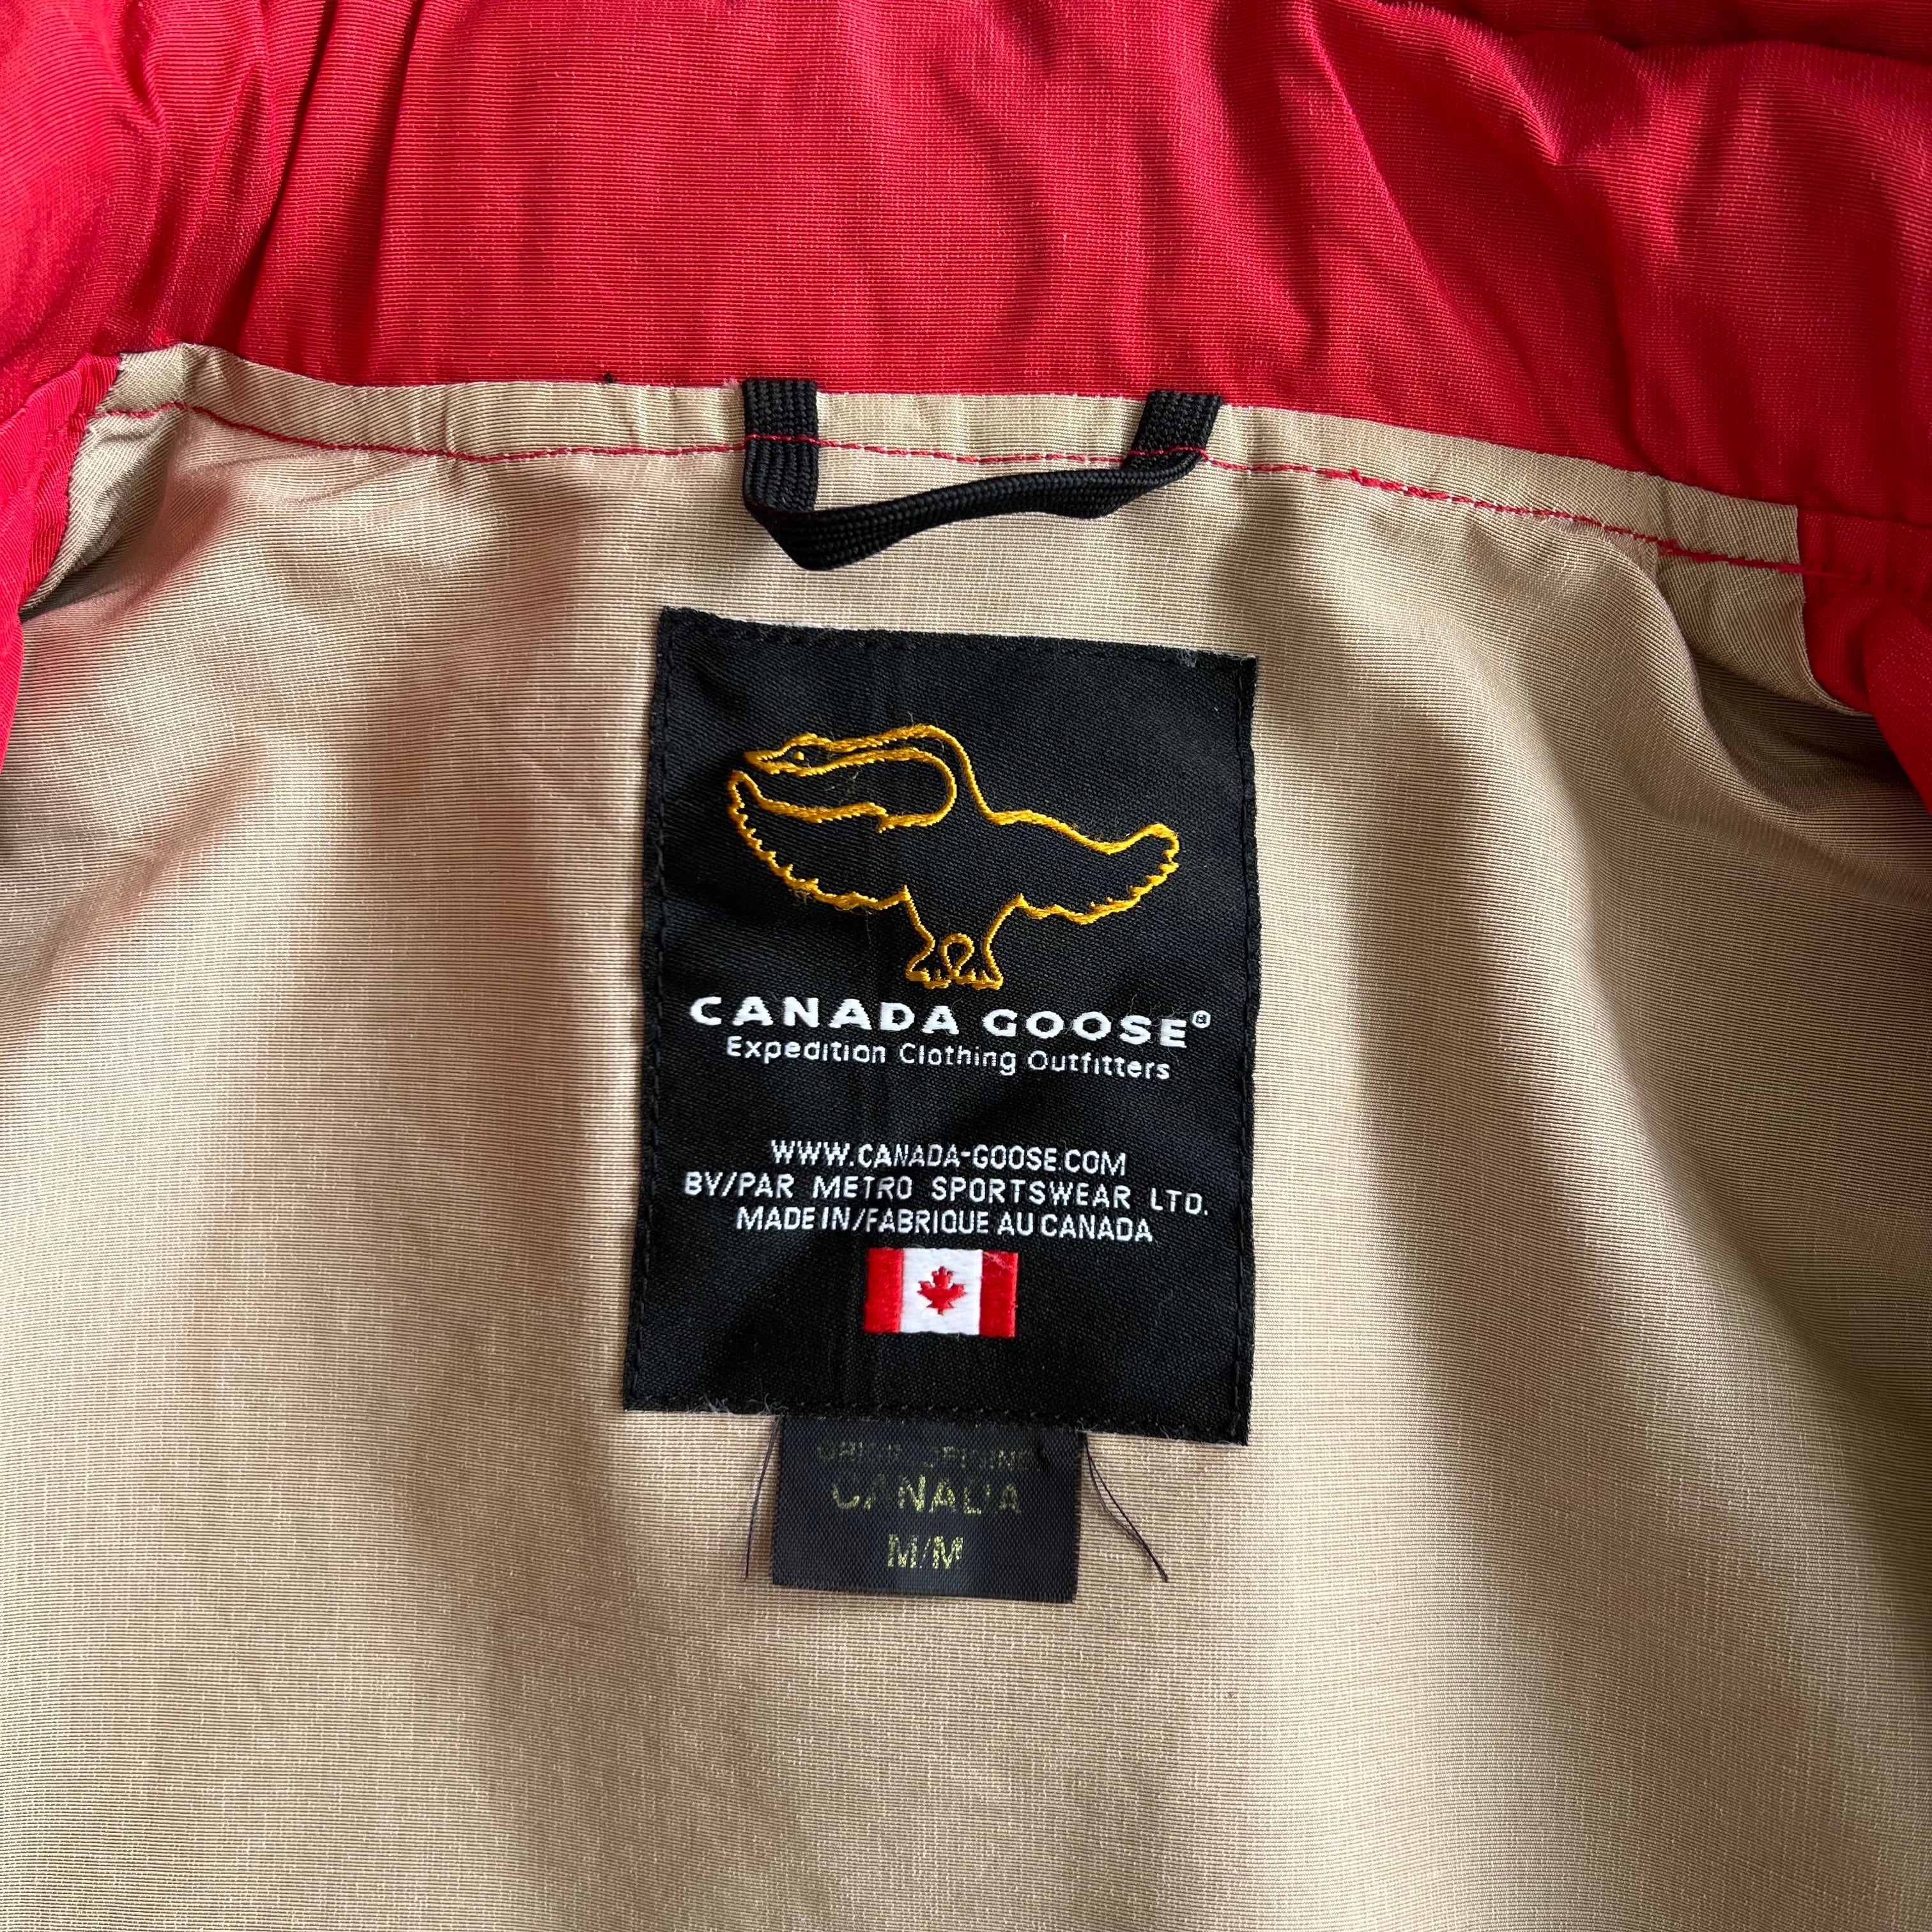 CANADA GOOSE®
Expedition Clothing Outfitters
WWW.CANADA-GOOSE.COM
BY/PAR METRO SPORTSWEAR LTD.
MADE IN/FABRIQUE AU CANADA
CANADA
M/M